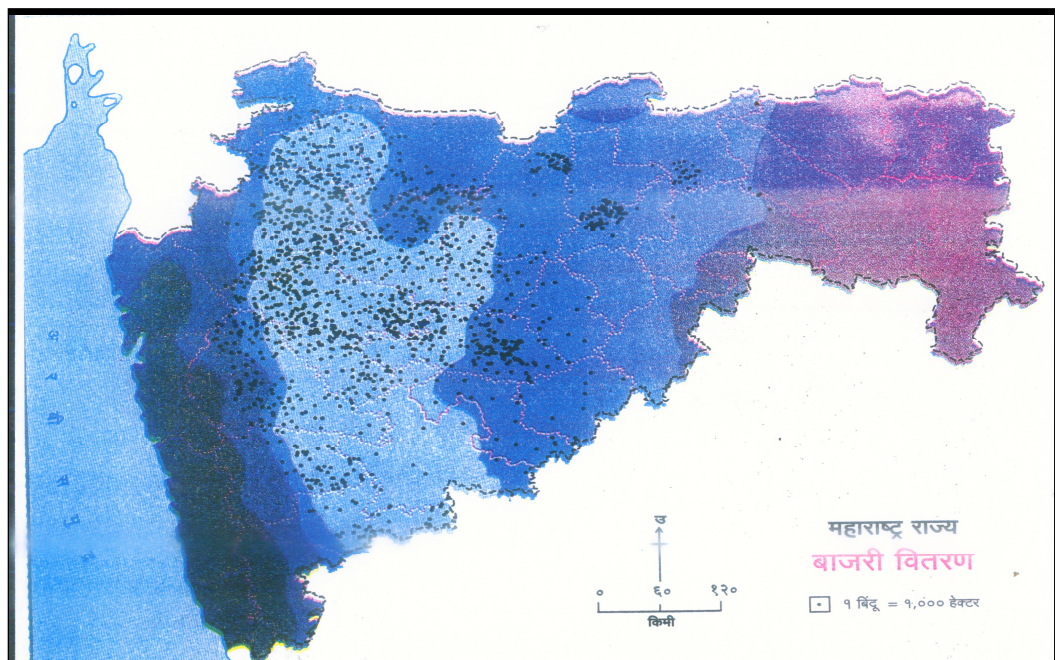 महाराष्ट्र राज्य
बाजरी वितरण
१ बिंदू = १,००० हेक्टर
उ
० ६० १२०
किमी